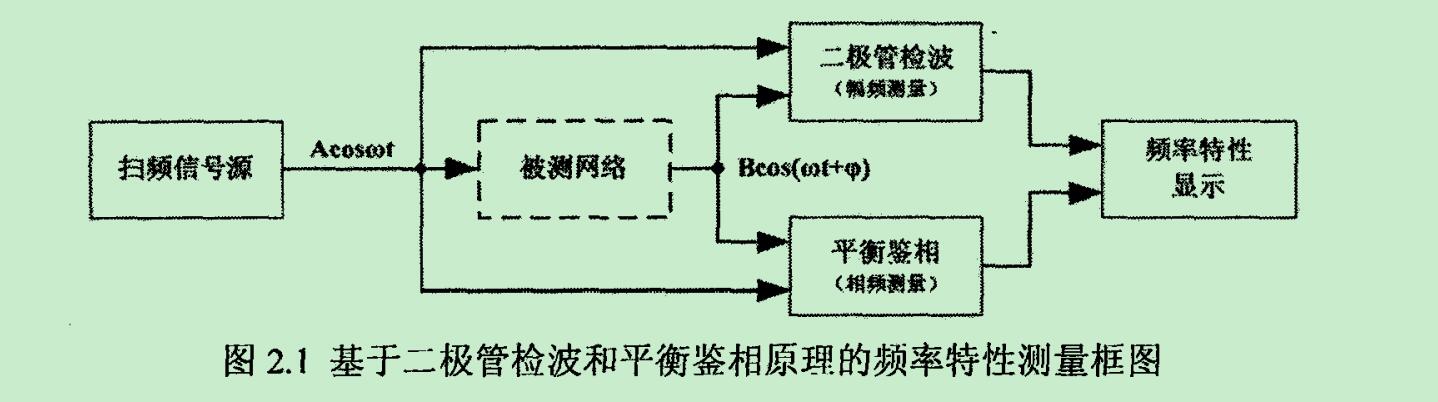 二极管检波
（幅频测量）
扫频信号源
Acosωt
被测网络
Bcos(ωt+φ)
频率特性
显示
平衡鉴相
（相频测量）
图 2.1 基于二极管检波和平衡鉴相原理的频率特性测量框图